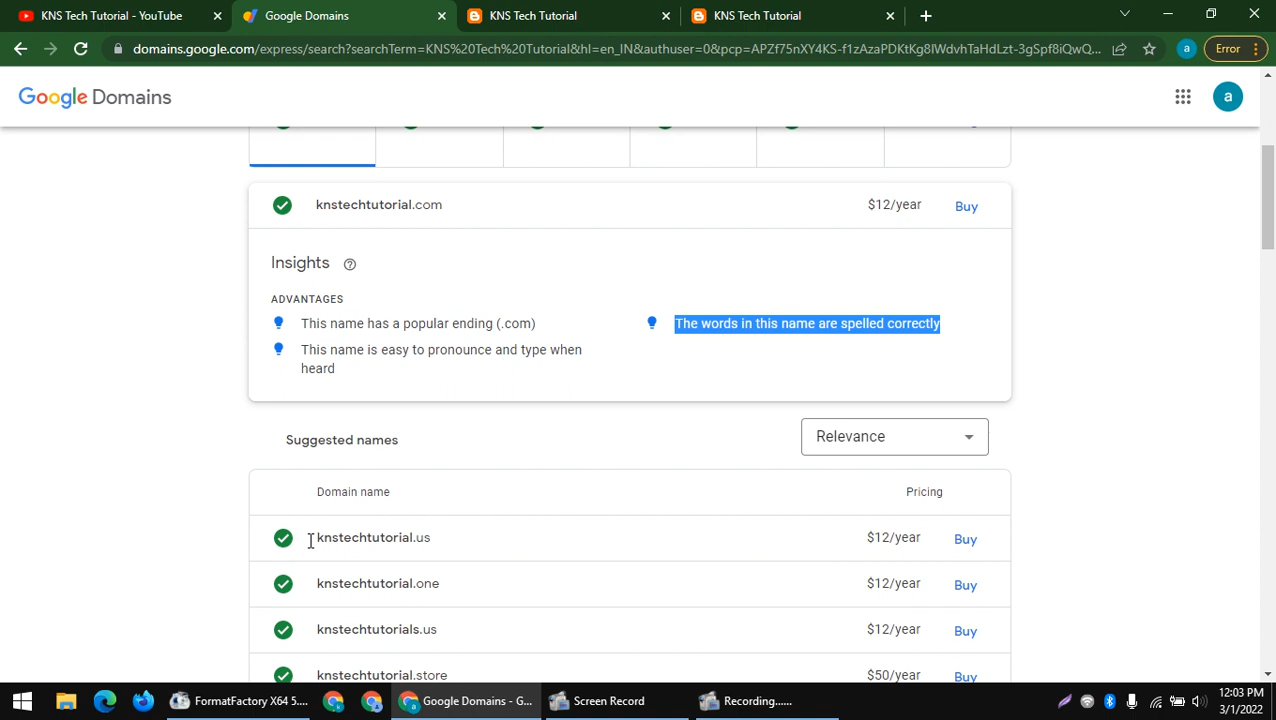 KNS Tech Tutorial - YouTube
Google Domains
KNS Tech Tutorial
KNS Tech Tutorial
domains.google.com/express/search?searchTerm=KNS%20Tech%20Tutorial&hl=en_IN&authuser=0&pcp=APZf75nXY4KS-f1zAzaPDKtKg8IWdvhTaHdLzt-3gSpf8iQwQ...
a
Error
Google Domains
a
knstechtutorial.com
$12/year
Buy
Insights
ADVANTAGES
This name has a popular ending (.com)
The words in this name are spelled correctly
This name is easy to pronounce and type when
heard
Suggested names
Relevance
Domain name
Pricing
knstechtutorial.us
$12/year
Buy
knstechtutorial.one
$12/year
Buy
knstechtutorials.us
$12/year
Buy
knstechtutorial.store
$50/year
Buy
FormatFactory X64 5....
Google Domains - G...
Screen Record
Recording......
12:03 PM
3/1/2022